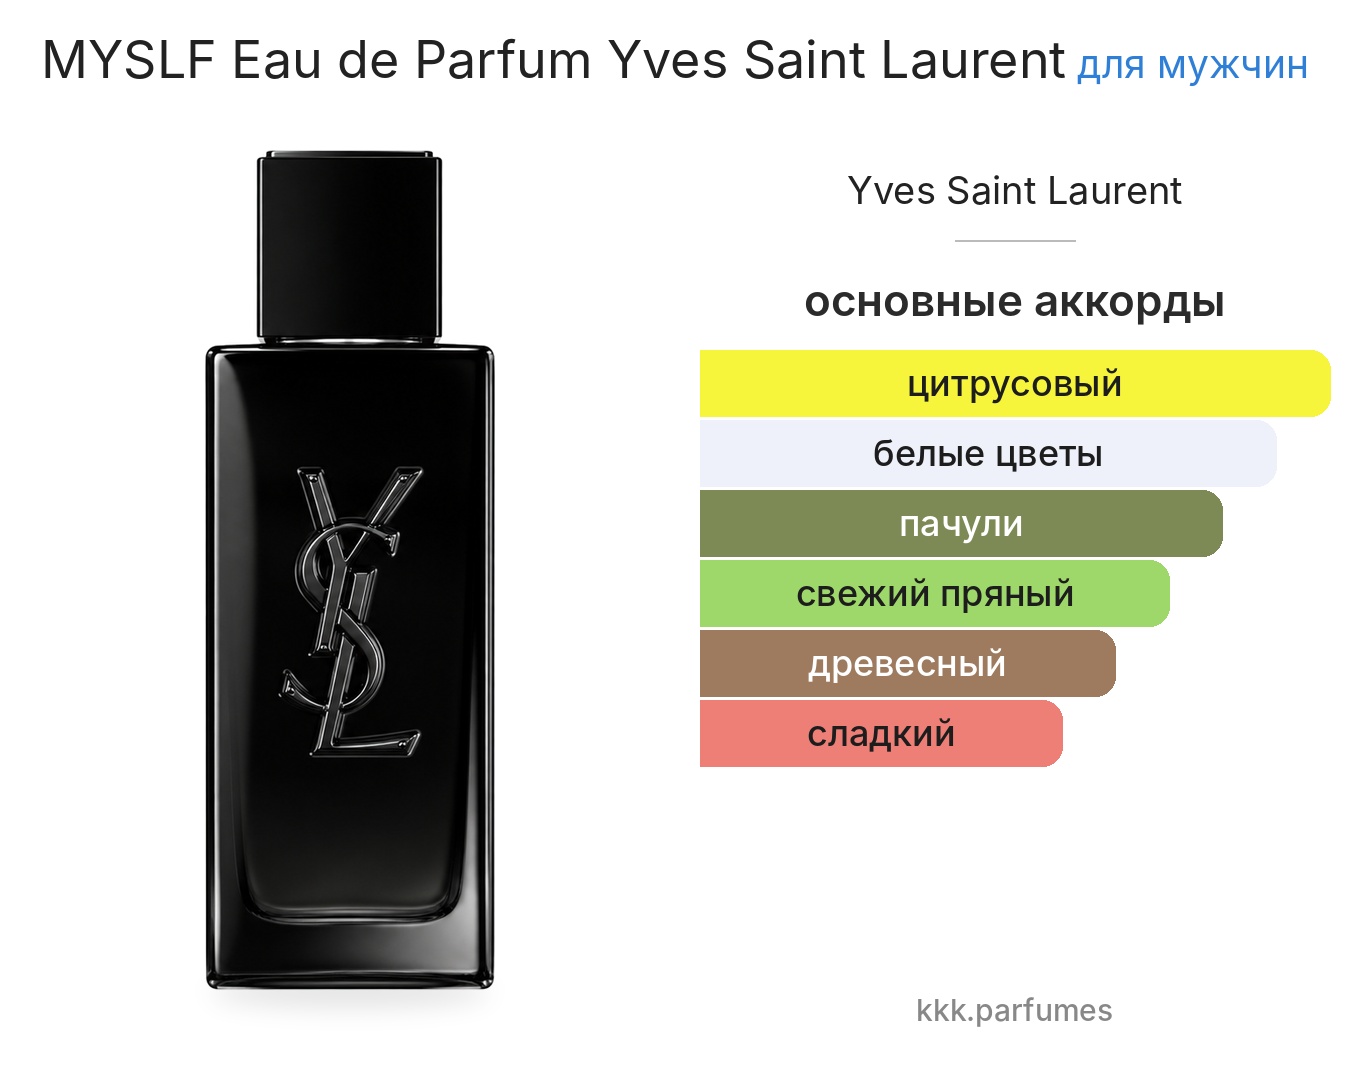 MYSLF Eau de Parfum Yves Saint Laurent для мужчин
YSL
Yves Saint Laurent
основные аккорды
цитрусовый
белые цветы
пачули
свежий пряный
древесный
сладкий
kkk.parfumes